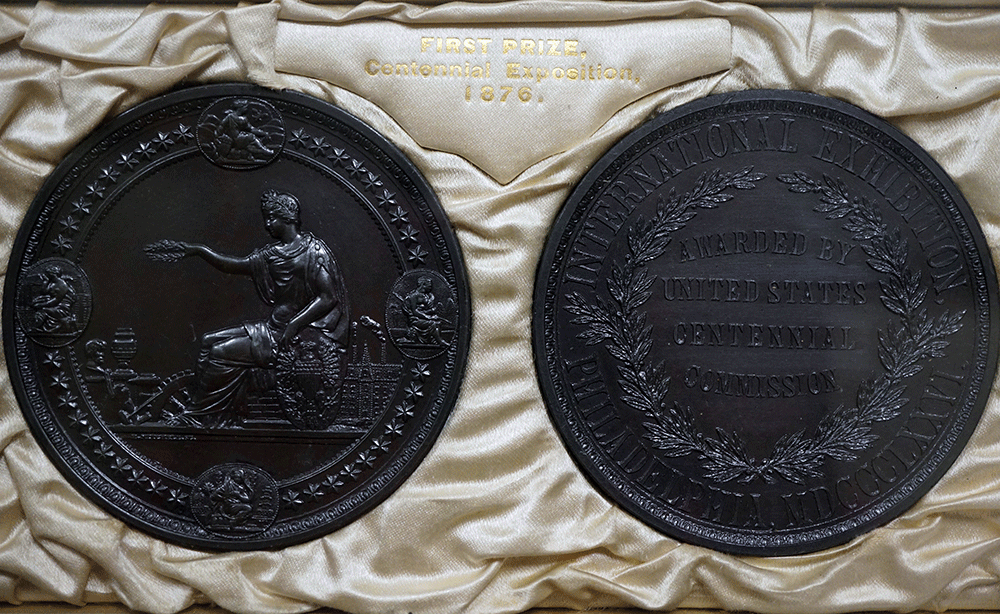 FIRST PRIZE,
Centennial Exposition,
1876.
INTERNATIONAL EXHIBITION,
PHILADELPHIA, MDCCCLXXVI.
AWARDED BY
UNITED STATES
CENTENNIAL
COMMISSION.